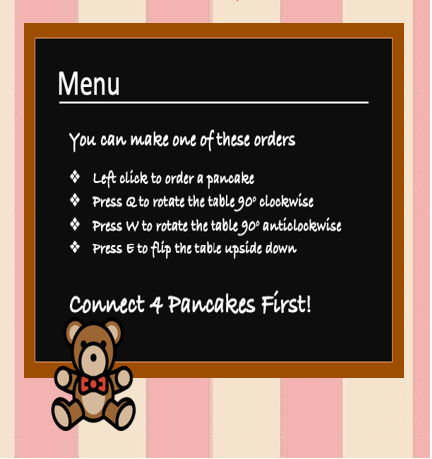 Menu
You can make one of these orders
❖ Left click to order a pancake
❖ Press Q to rotate the table 90° clockwise
❖ Press W to rotate the table 90° anticlockwise
❖ Press E to flip the table upside down
Connect 4 Pancakes First!